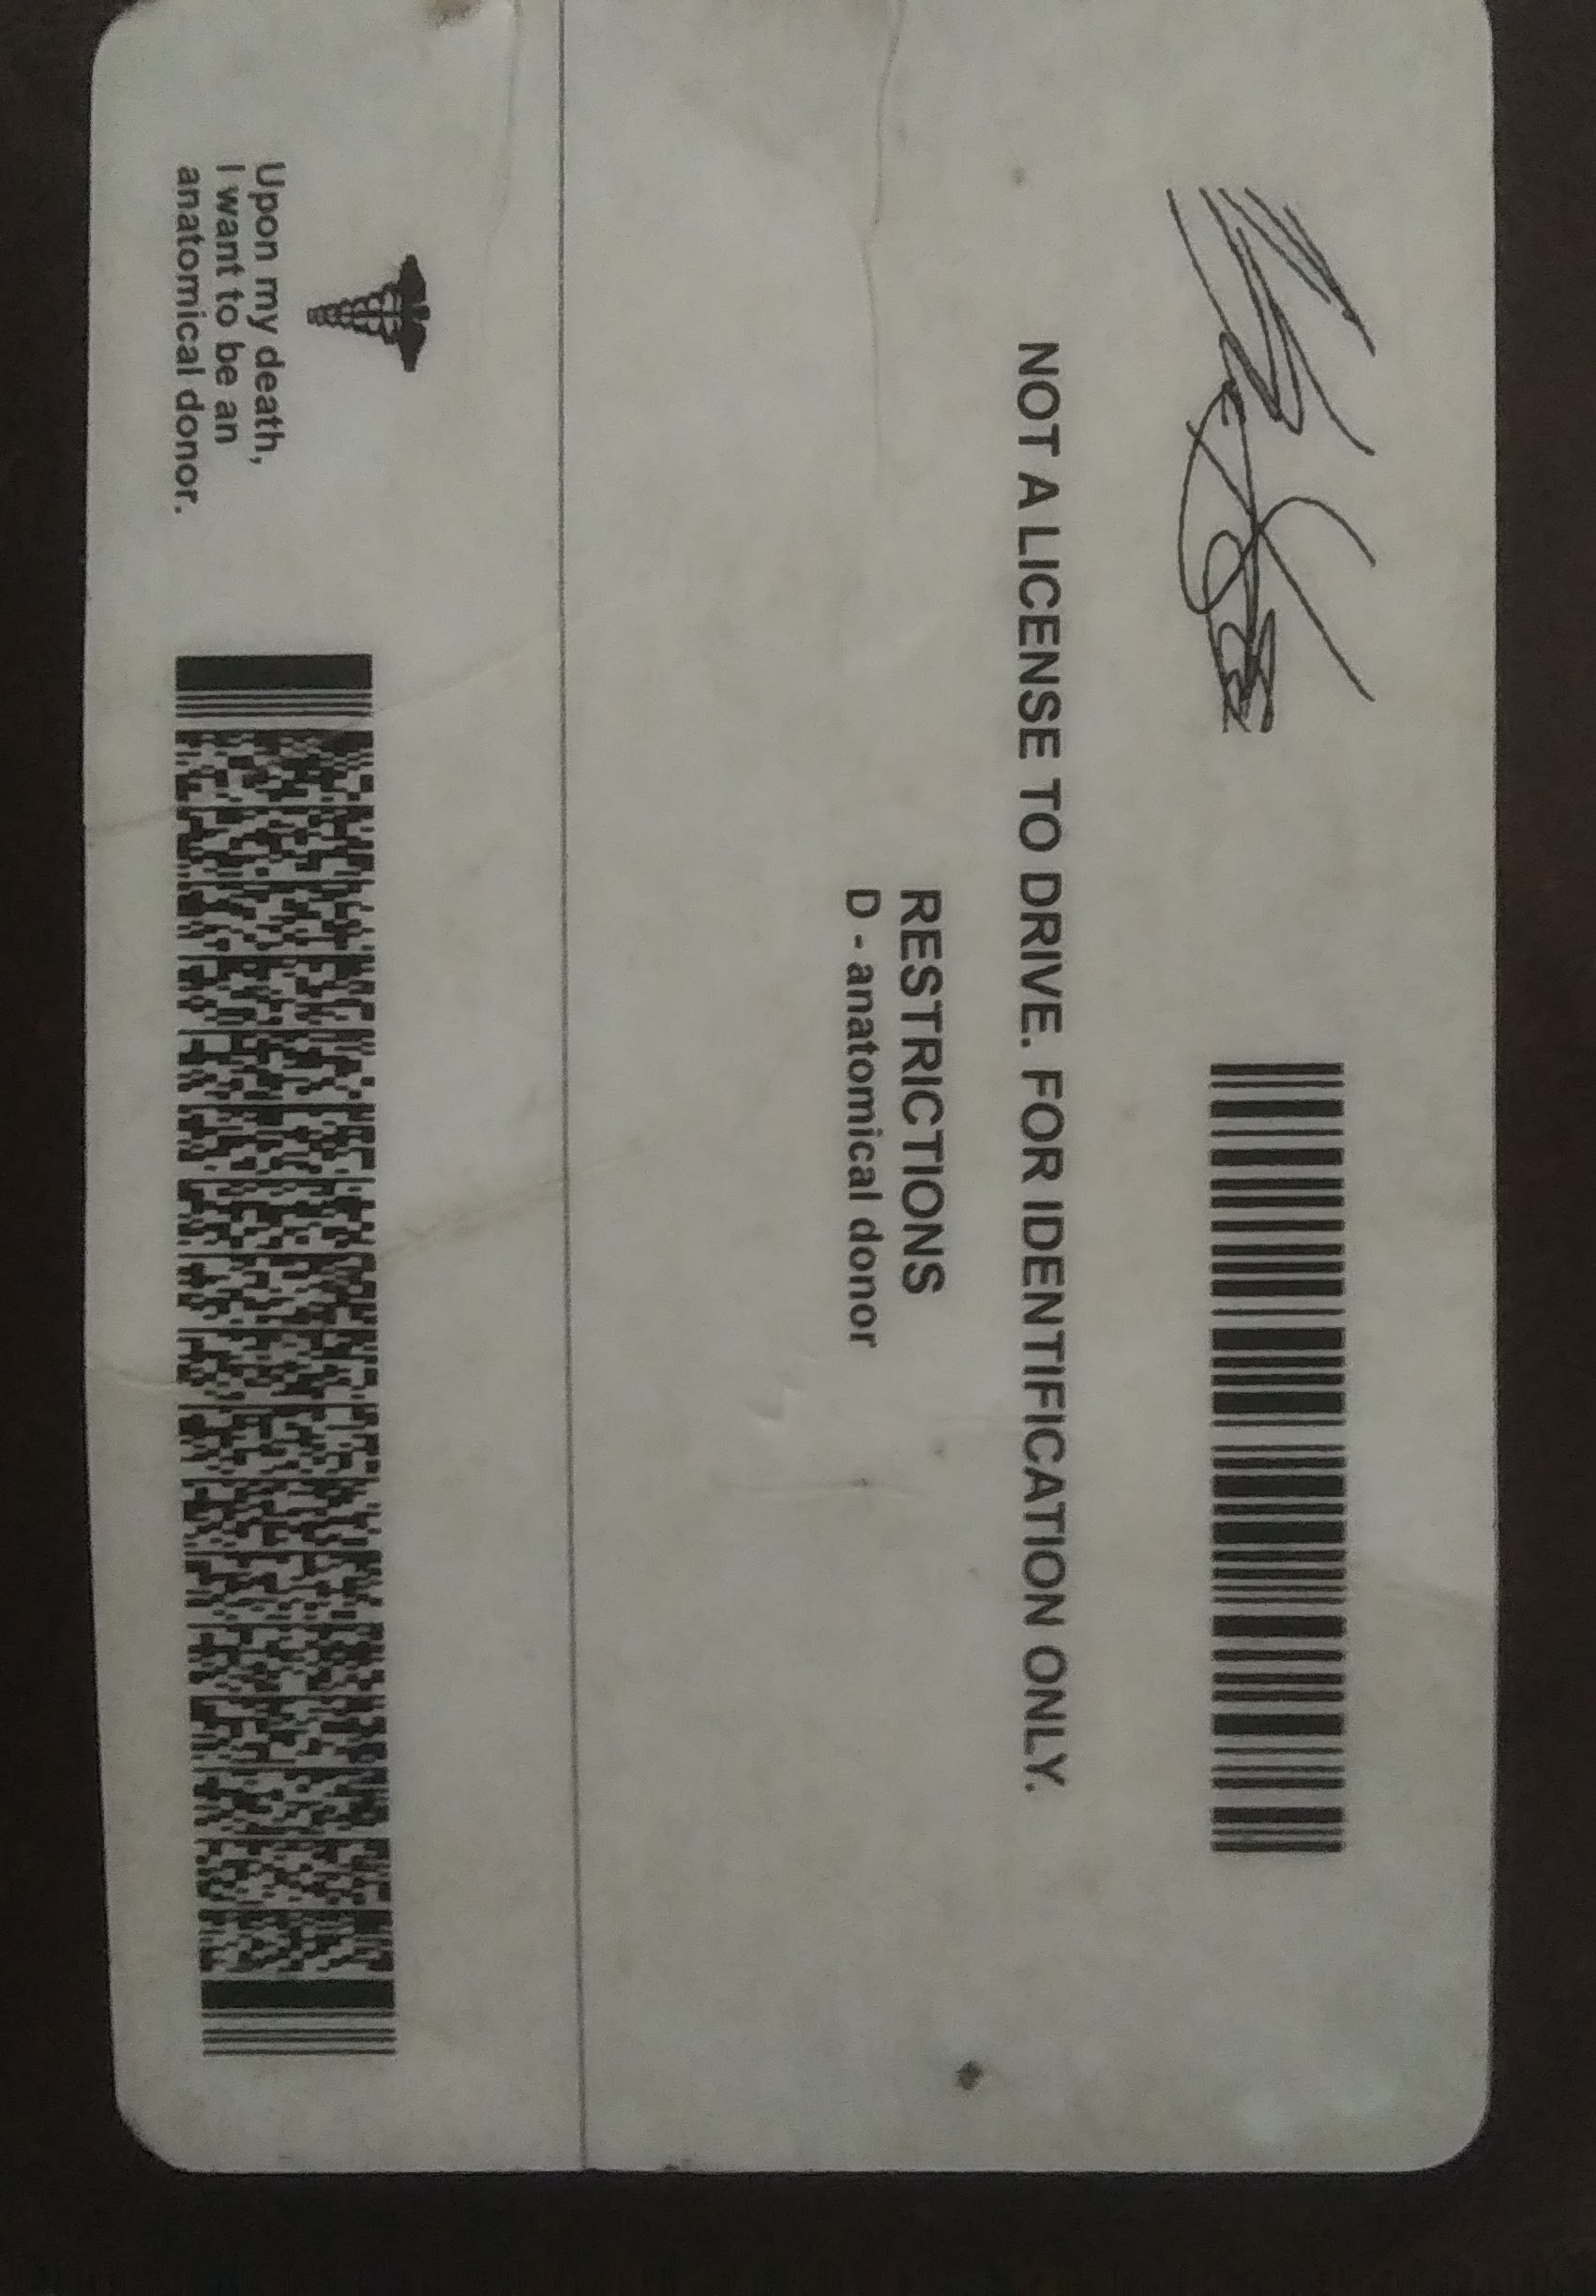 NOT A LICENSE TO DRIVE. FOR IDENTIFICATION ONLY.
RESTRICTIONS
D - anatomical donor
Upon my death,
I want to be an
anatomical donor.